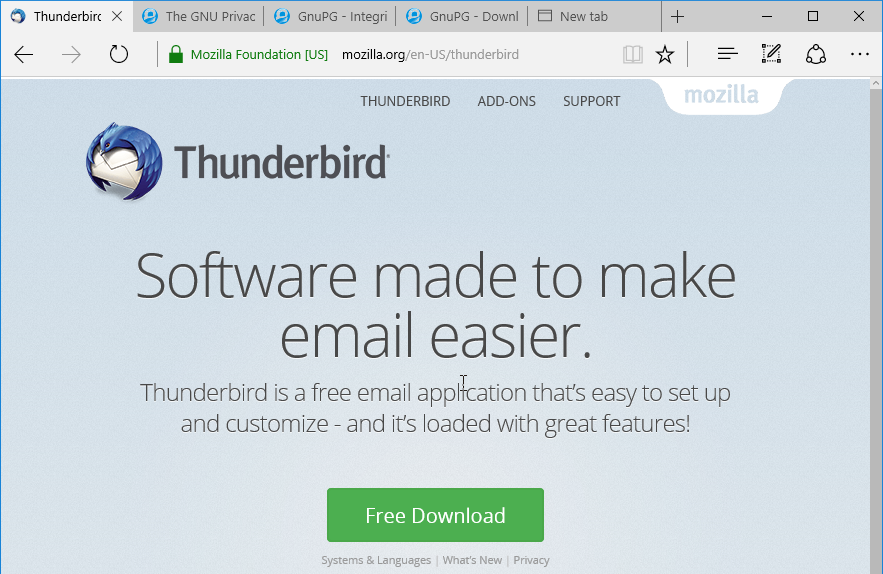 Thunderbirc
The GNU Privac
GnuPG - Integri
GnuPG - Downl
New tab
Mozilla Foundation [US] mozilla.org/en-US/thunderbird
THUNDERBIRD ADD-ONS SUPPORT mozilla
Thunderbird
Software made to make
email easier.
Thunderbird is a free email application that's easy to set up
and customize - and it's loaded with great features!
Free Download
Systems & Languages | What's New | Privacy